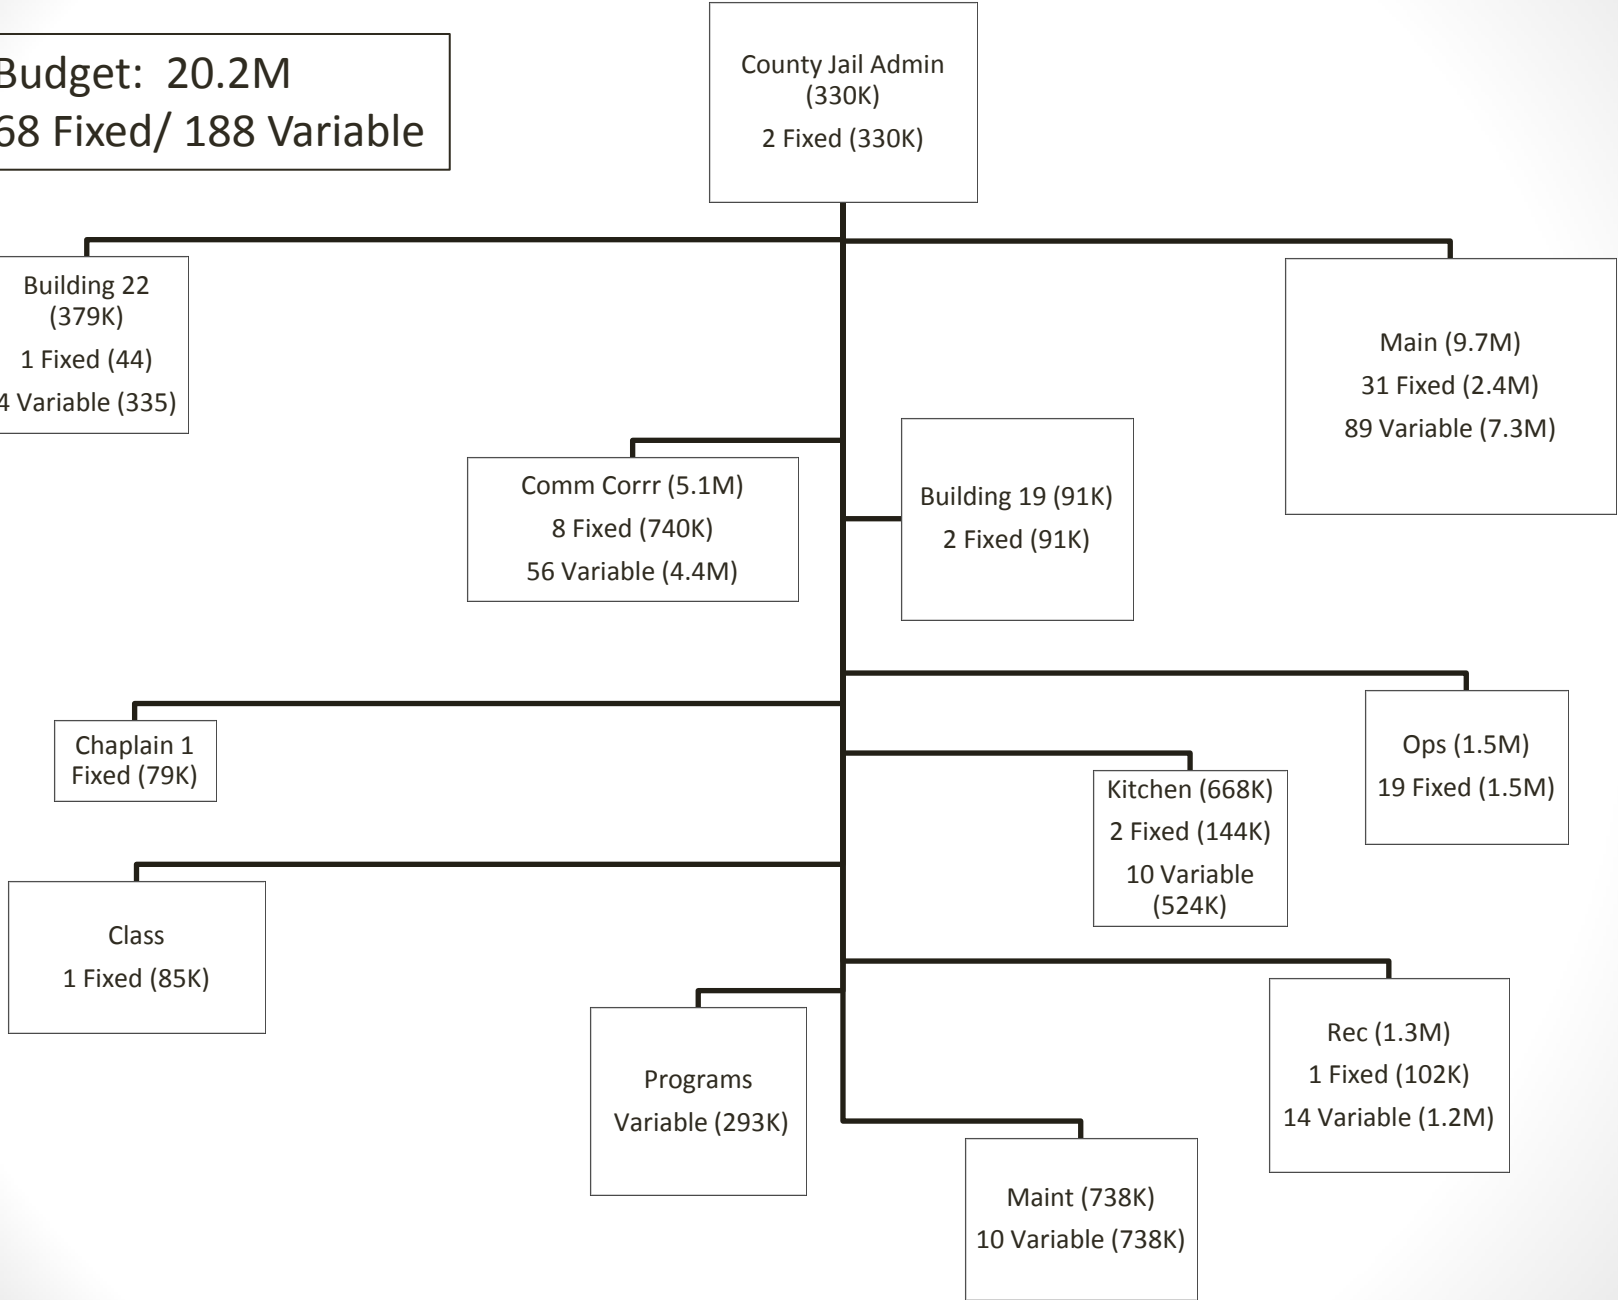 Budget: 20.2M
68 Fixed/ 188 Variable
County Jail Admin
(330K)
2 Fixed (330K)
Building 22
(379K)
1 Fixed (44)
4 Variable (335)
Main (9.7M)
31 Fixed (2.4M)
89 Variable (7.3M)
Comm Corrr (5.1M)
8 Fixed (740K)
56 Variable (4.4M)
Building 19 (91K)
2 Fixed (91K)
Chaplain 1
Fixed (79K)
Ops (1.5M)
19 Fixed (1.5M)
Kitchen (668K)
2 Fixed (144K)
10 Variable
(524K)
Class
1 Fixed (85K)
Programs
Variable (293K)
Rec (1.3M)
1 Fixed (102K)
14 Variable (1.2M)
Maint (738K)
10 Variable (738K)